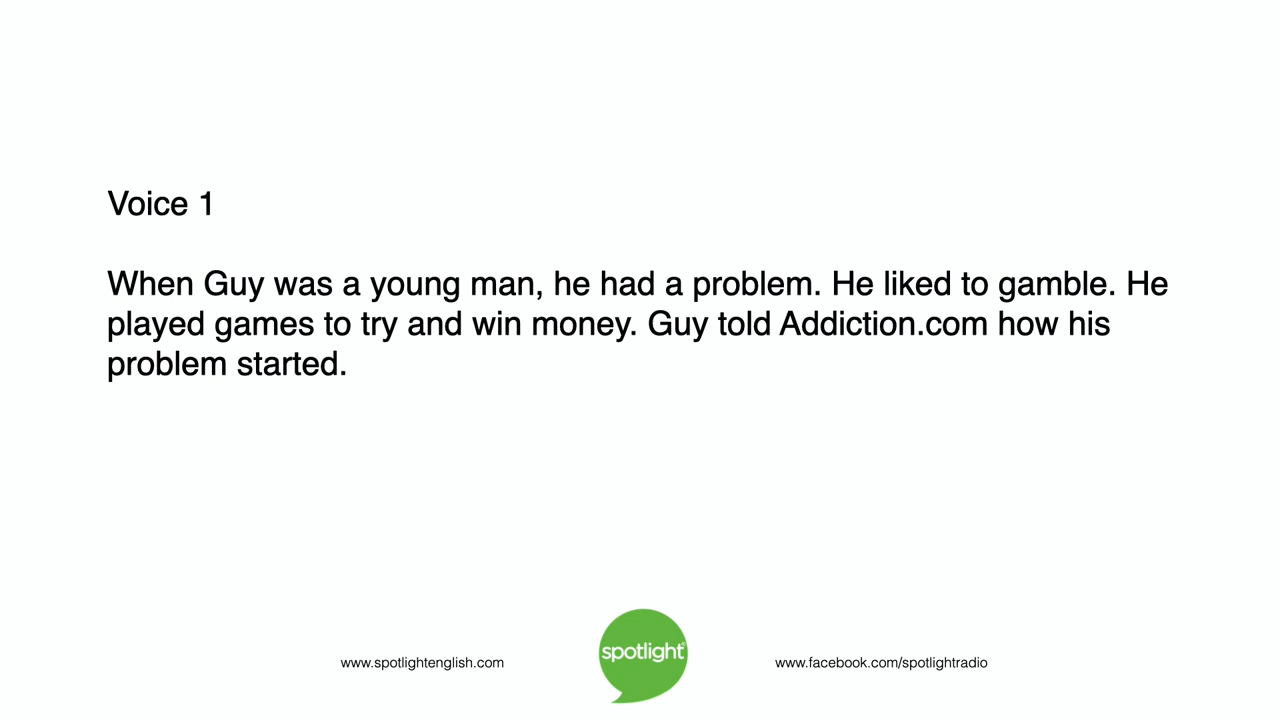 Voice 1
When Guy was a young man, he had a problem. He liked to gamble. He
played games to try and win money. Guy told Addiction.com how his
problem started.
www.spotlightenglish.com
spotlight®
www.facebook.com/spotlightradio